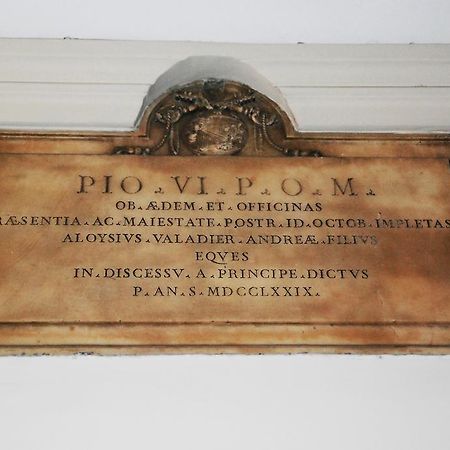 PIO VI P. O. M.
OB ÆDEM ET OFFICINAS
RÆSENTIA AC MAIESTATE POSTR. ID. OCTOB. IMPLETAS
ALOYSIUS VALADIER ANDREÆ FILIVS
EQVES
IN DISCESSV A PRINCIPE DICTVS
P. AN. S. MDCCLXXIX.